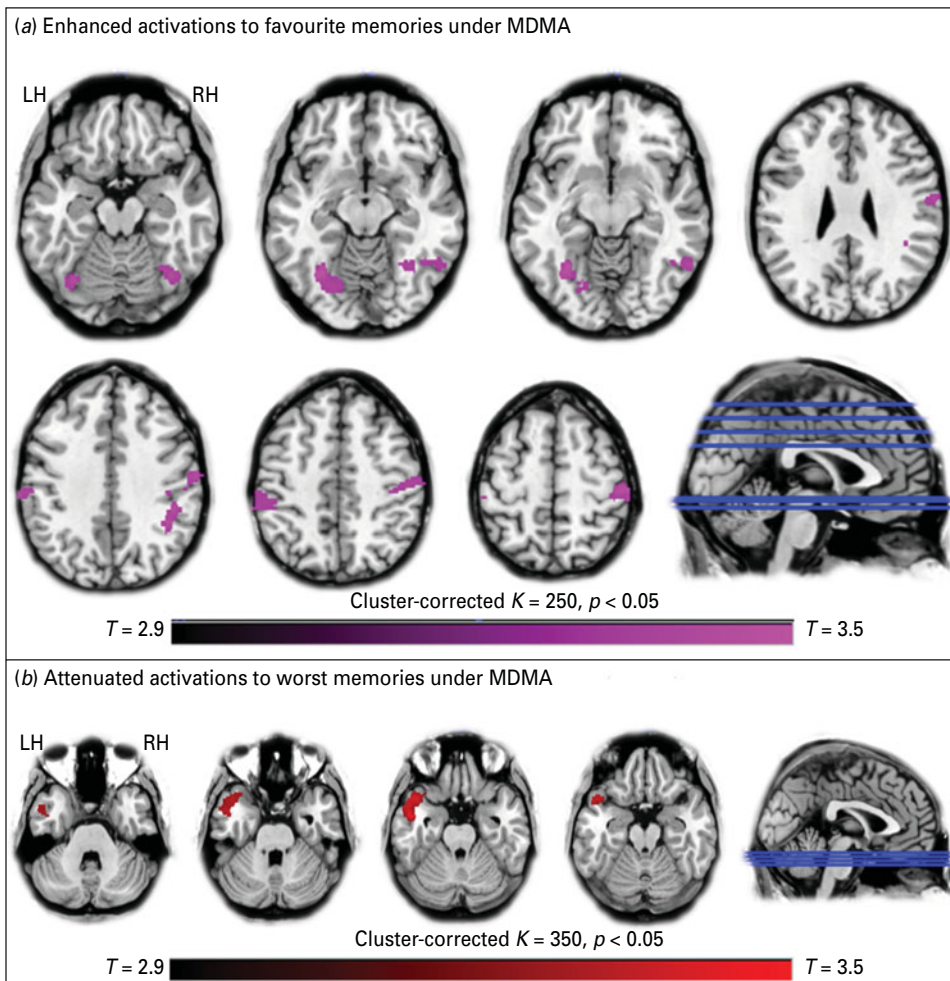 (a) Enhanced activations to favourite memories under MDMA
LH RH
Cluster-corrected K = 250, p < 0.05
T = 2.9 T = 3.5
(b) Attenuated activations to worst memories under MDMA
LH RH
Cluster-corrected K = 350, p < 0.05
T = 2.9 T = 3.5